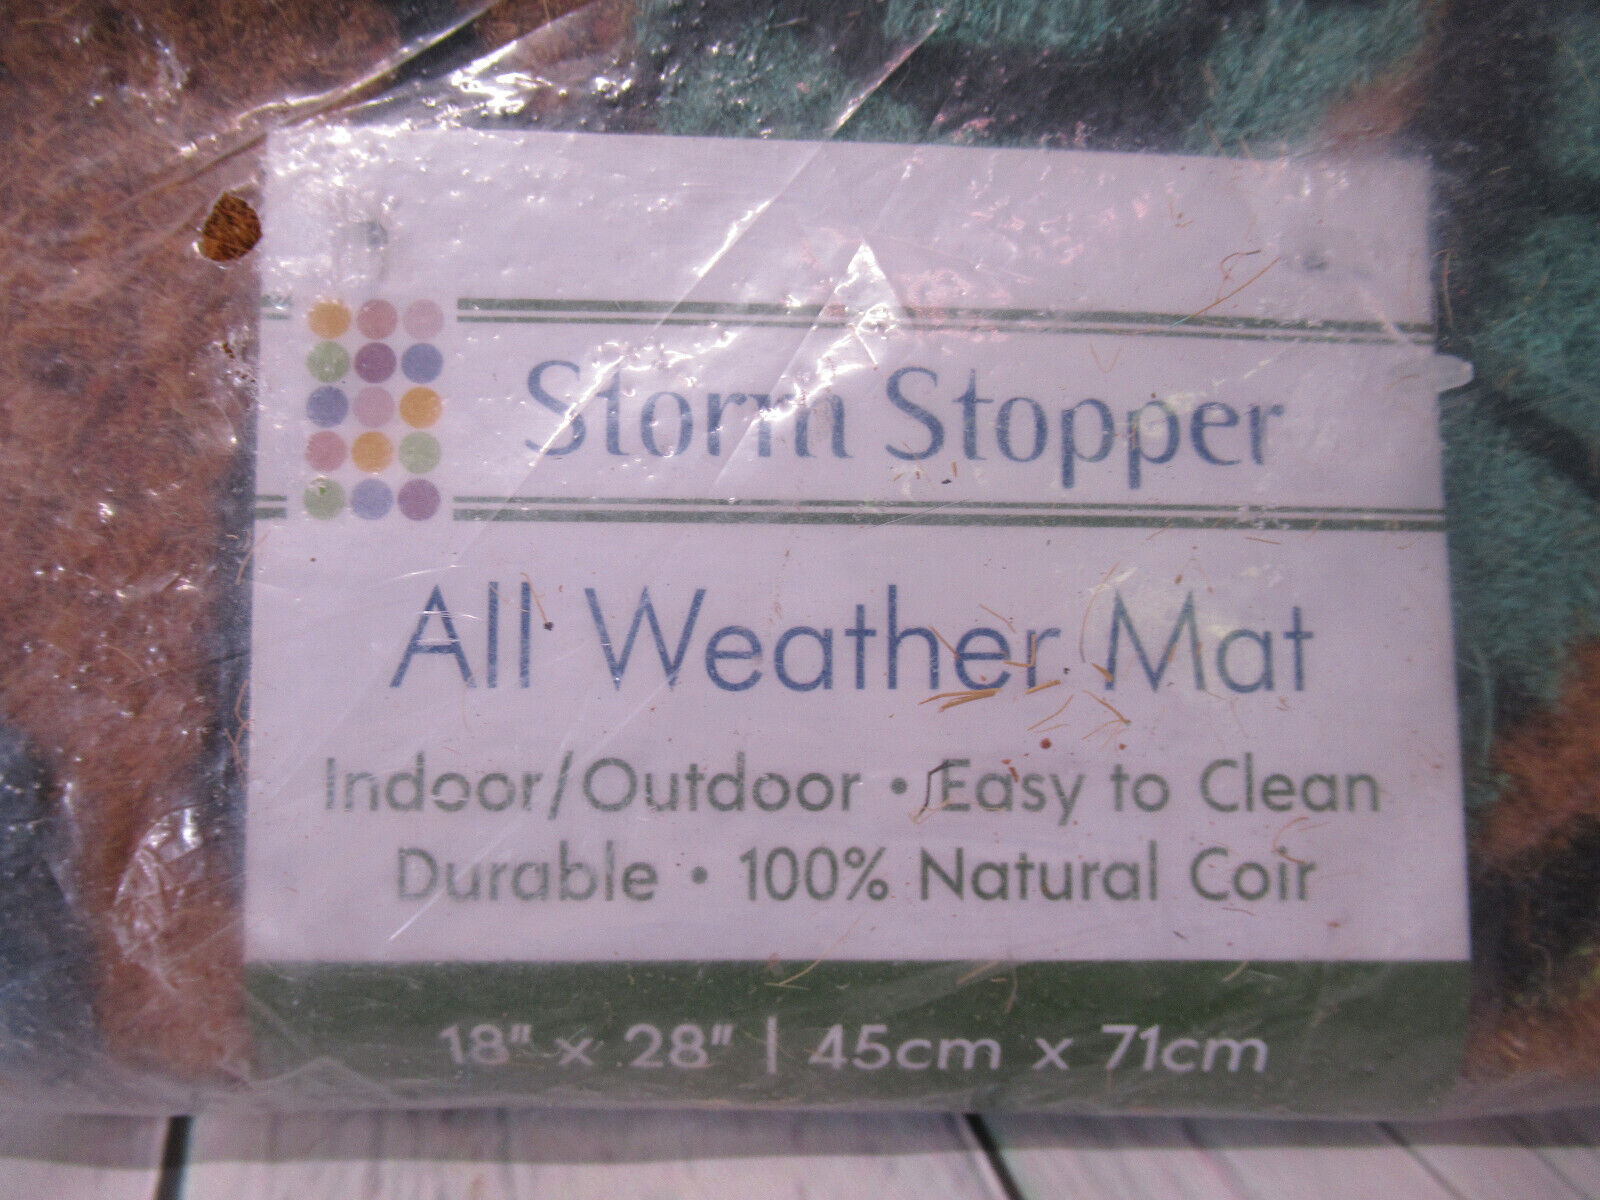 Storm Stopper
All Weather Mat
Indoor/Outdoor • Easy to Clean
Durable • 100% Natural Coir
18" x 28" | 45cm x 71cm